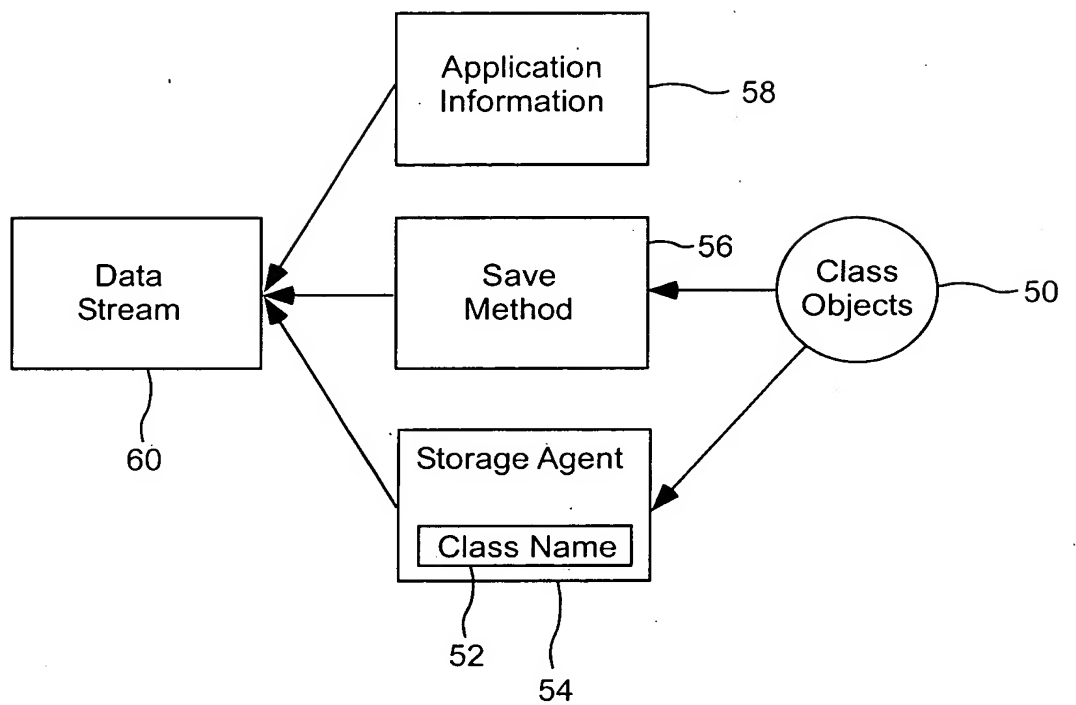 Application
Information
58
Data
Stream
60
Save
Method
56
Class
Objects
50
Storage Agent
Class Name
52
54